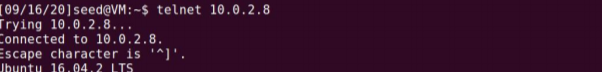 [09/16/20]seed@VM:~$ telnet 10.0.2.8
Trying 10.0.2.8...
Connected to 10.0.2.8.
Escape character is '^]'.
Ubuntu 16.04.2 LTS